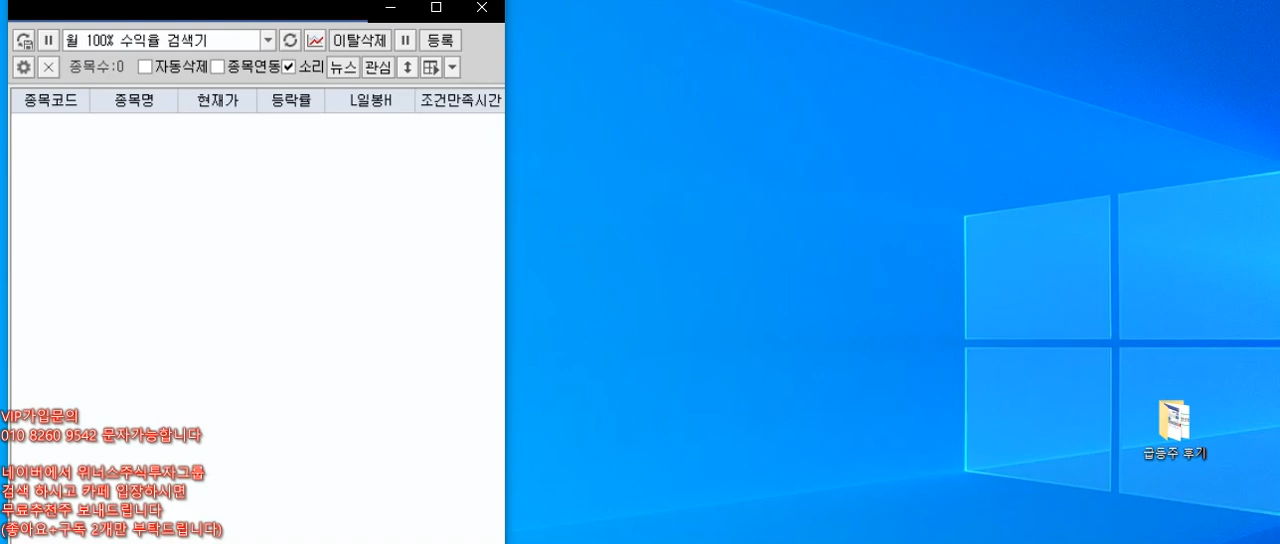 월 100% 수익율 검색기
이탈삭제
등록
종목수:0
자동삭제
종목연동
소리
뉴스
관심
종목코드
종목명
현재가
등락률
L일봉H
조건만족시간
VIP가입문의
010 8260 9542 문자가능합니다
네이버에서 위너스주식투자그룹
검색 하시고 카페 입장하시면
무료추천주 보내드립니다
(좋아요+구독 2개만 부탁드립니다)
급등주 후기